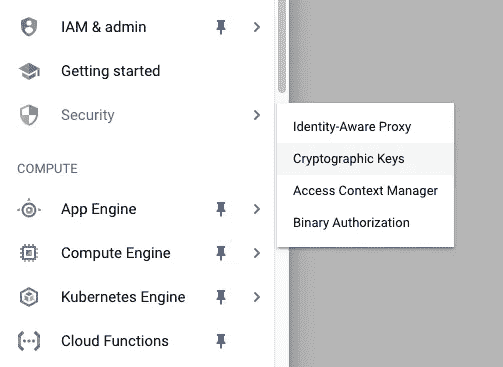 IAM & admin
Getting started
Security
Identity-Aware Proxy
Cryptographic Keys
Access Context Manager
Binary Authorization
COMPUTE
App Engine
Compute Engine
Kubernetes Engine
Cloud Functions